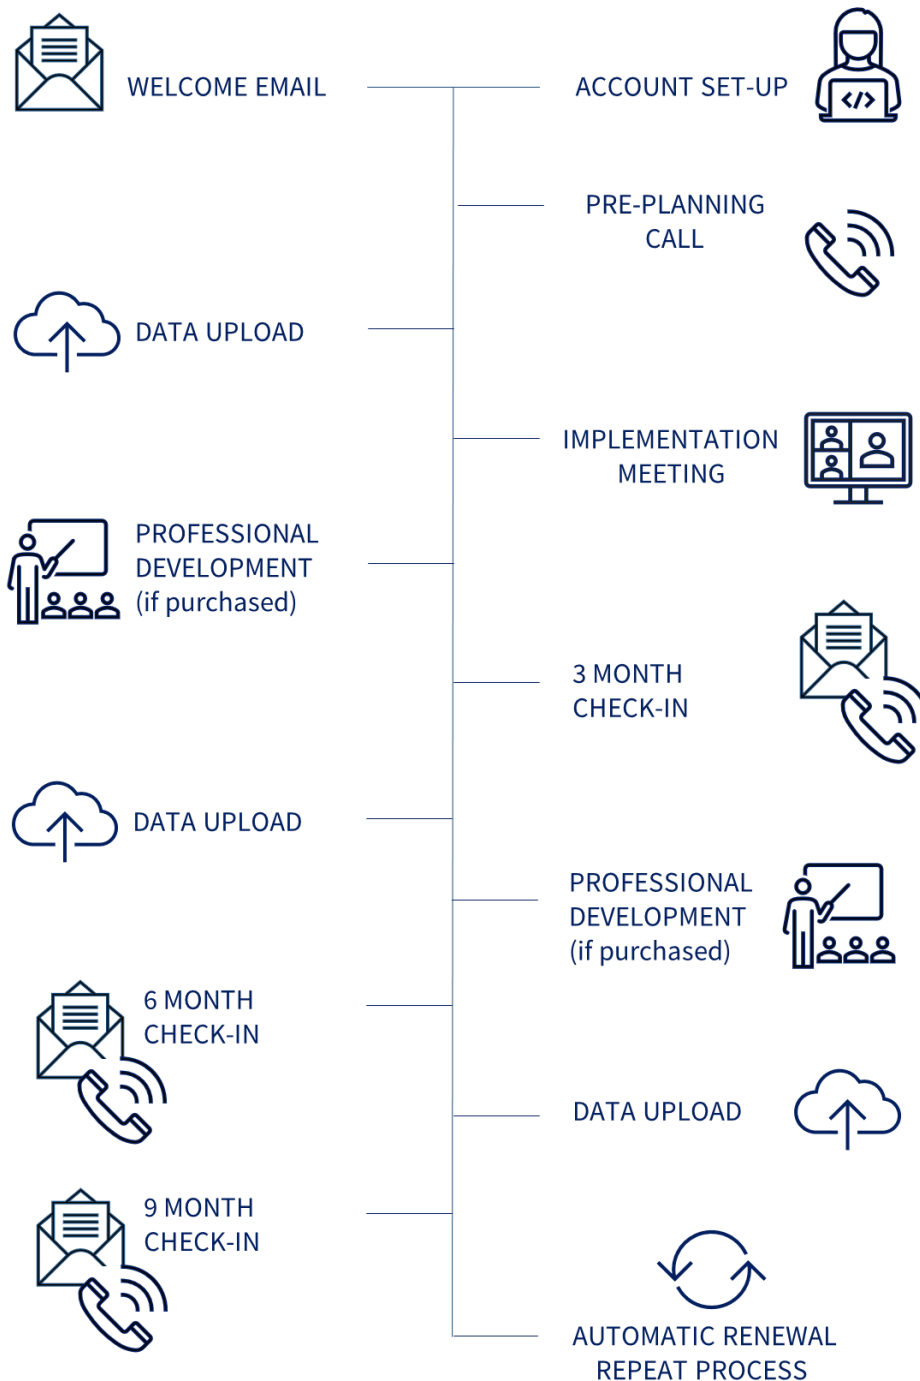 WELCOME EMAIL
ACCOUNT SET-UP
PRE-PLANNING
CALL
DATA UPLOAD
IMPLEMENTATION
MEETING
PROFESSIONAL
DEVELOPMENT
(if purchased)
3 MONTH
CHECK-IN
DATA UPLOAD
PROFESSIONAL
DEVELOPMENT
(if purchased)
6 MONTH
CHECK-IN
DATA UPLOAD
9 MONTH
CHECK-IN
AUTOMATIC RENEWAL
REPEAT PROCESS